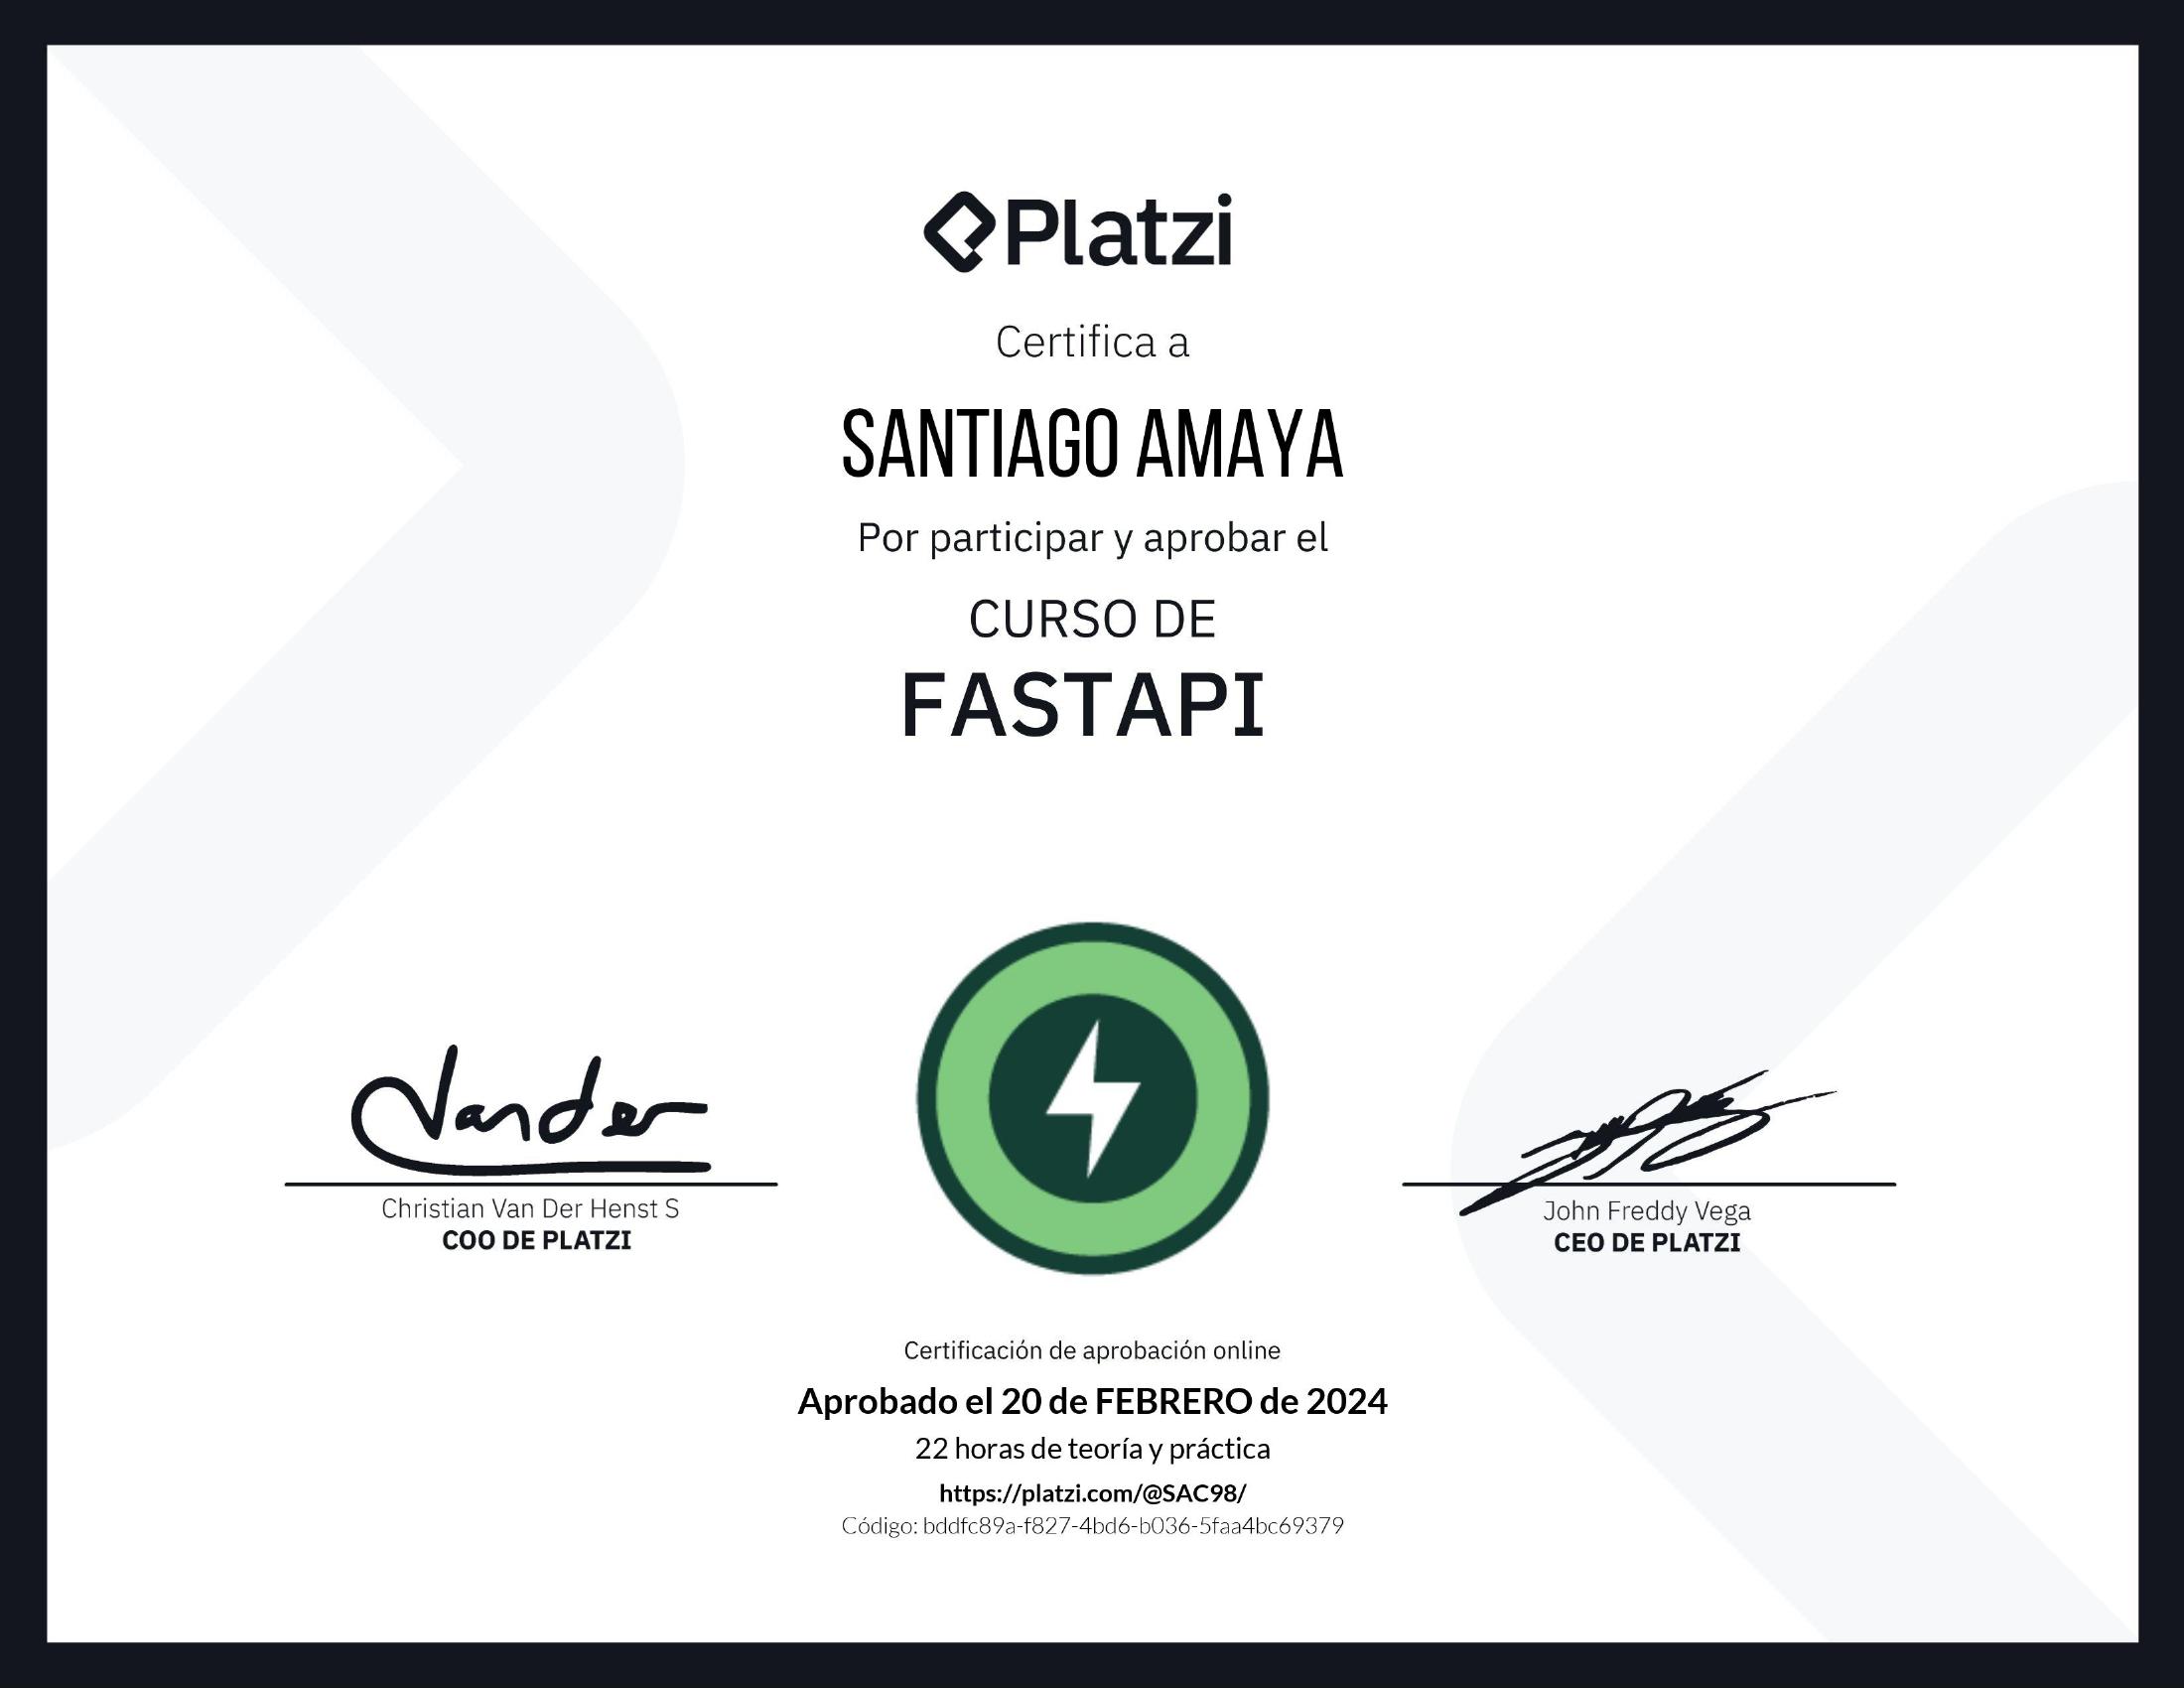 Platzi
Certifica a
SANTIAGO AMAYA
Por participar y aprobar el
CURSO DE
FASTAPI
Vander
Christian Van Der Henst S
COO DE PLATZI
John Freddy Vega
CEO DE PLATZI
Certificación de aprobación online
Aprobado el 20 de FEBRERO de 2024
22 horas de teoría y práctica
https://platzi.com/@SAC98/
Código: bddfc89a-f827-4bd6-b036-5faa4bc69379